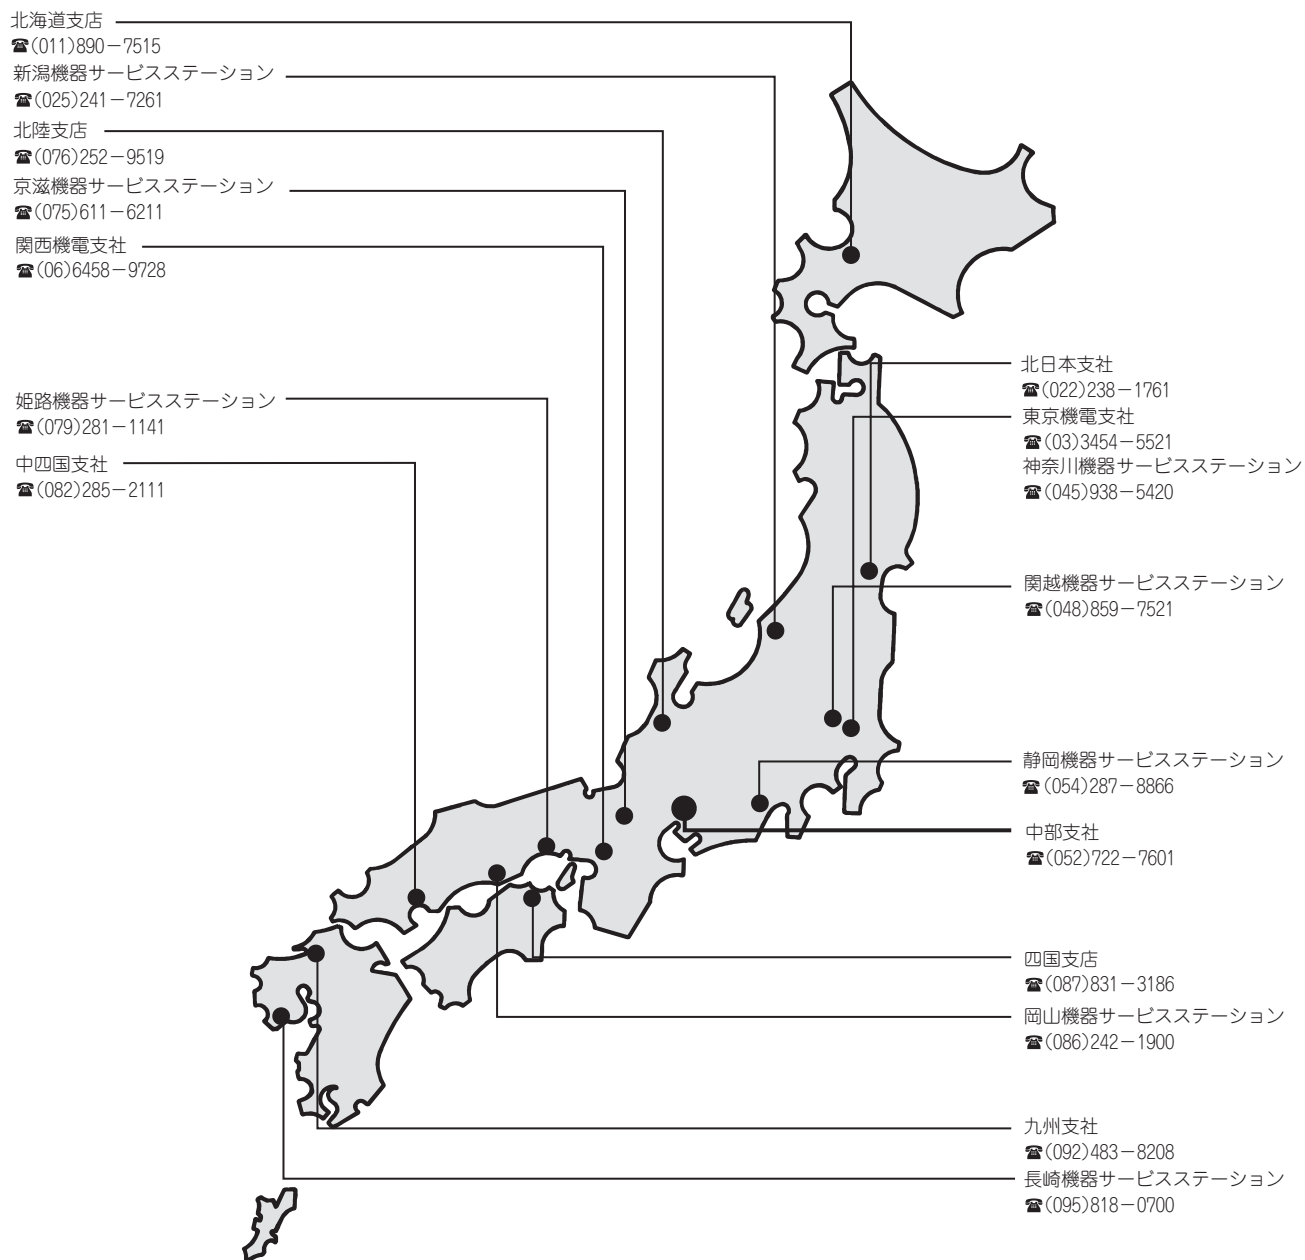 北海道支店
☎(011)890－7515
新潟機器サービスステーション
☎(025)241－7261
北陸支店
☎(076)252－9519
京滋機器サービスステーション
☎(075)611－6211
関西機電支社
☎(06)6458－9728
姫路機器サービスステーション
☎(079)281－1141
中四国支社
☎(082)285－2111
北日本支社
☎(022)238－1761
東京機電支社
☎(03)3454－5521
神奈川機器サービスステーション
☎(045)938－5420
関越機器サービスステーション
☎(048)859－7521
静岡機器サービスステーション
☎(054)287－8866
中部支社
☎(052)722－7601
四国支店
☎(087)831－3186
岡山機器サービスステーション
☎(086)242－1900
九州支社
☎(092)483－8208
長崎機器サービスステーション
☎(095)818－0700